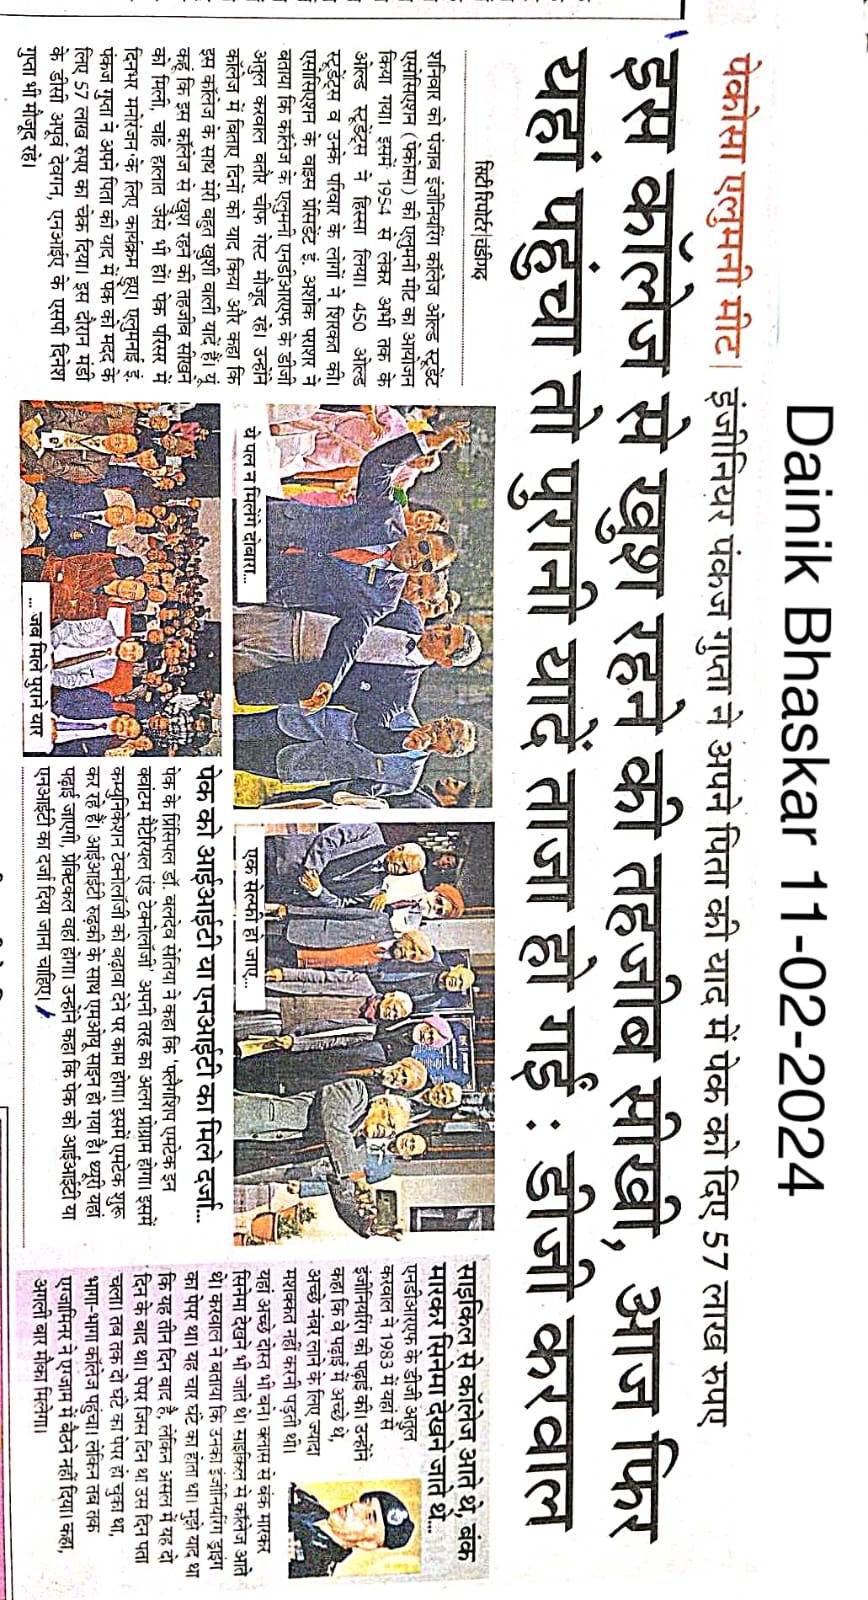 Dainik Bhaskar 11-02-2024
पेकोसा एलुमनी मीट| इंजीनियर पंकज गुप्ता ने अपने पिता की याद में पेक को दिए 57 लाख रुपए
इस कॉलेज से खुश रहने की तहजीब सीखी, आज फिर
यहां पहुंचा तो पुरानी यादें ताजा हो गईं : डीजी करवाल
सिटी रिपोर्टर|चंडीगढ़
शनिवार को पंजाब इंजीनियरिंग कॉलेज ओल्ड स्टूडेंट
एसोसिएशन (पेकोसा) की एलुमनी मीट का आयोजन
किया गया। इसमें 1954 से लेकर अभी तक के
ओल्ड स्टूडेंट्स ने हिस्सा लिया। 450 ओल्ड
स्टूडेंट्स व उनके परिवार के लोगों ने शिरकत की।
एसोसिएशन के वाइस प्रेसिडेंट इं. अशोक पराशर ने
बताया कि कॉलेज के एलुमनी एनडीआरएफ के डीजी
अतुल करवाल बतौर चीफ गेस्ट मौजूद रहे। उन्होंने
कॉलेज में बिताए दिनों को याद किया और कहा कि
इस कॉलेज के साथ मेरी बहुत खुशी वाली यादें हैं। यूं
कहूं कि इस कॉलेज से खुश रहने की तहजीब सीखने
को मिली, चाहे हालात जैसे भी हों। पेक परिसर में
दिनभर मनोरंजन के लिए कार्यक्रम हुए। एलुमनाई इं.
पंकज गुप्ता ने अपने पिता की याद में पेक को मदद के
लिए 57 लाख रुपए का चेक दिया। इस दौरान मंडी
के डीसी अपूर्व देवगन, एनआईए के एसपी दिनेश
गुप्ता भी मौजूद रहे।
ये पल न मिलेंगे दोबारा...
एक सेल्फी हो जाए...
... जब मिले पुराने यार
पेक को आईआईटी या एनआईटी का मिले दर्जा...
पेक के प्रिंसिपल डॉ. बलदेव सेतिया ने कहा कि 'फ्लैगशिप एमटेक इन
क्वांटम मैटेरियल एंड टेक्नोलॉजी' अपनी तरह का अलग प्रोग्राम होगा। इसमें
कम्युनिकेशन टेक्नोलॉजी को बढ़ावा देने पर काम होगा। इसमें एमटेक शुरू
कर रहे हैं। आईआईटी रुढ़की के साथ एमओयू साइन हो गया है। थ्यूरी यहां
पढ़ाई जाएगी, प्रेक्टिकल वहां होगा। उन्होंने कहा कि पेक को आईआईटी या
एनआईटी का दर्जा दिया जाना चाहिए।
साइकिल से कॉलेज आते थे, बंक
मारकर सिनेमा देखने जाते थे...
एनडीआरएफ के डीजी अतुल
करवाल ने 1983 में यहां से
इंजीनियरिंग की पढ़ाई की। उन्होंने
कहा कि वे पढ़ाई में अच्छे थे,
अच्छे नंबर लाने के लिए ज्यादा
मशक्कत नहीं करनी पड़ती थी।
यहां अच्छे दोस्त भी बने। क्लास से बंक मारकर
सिनेमा देखने भी जाते थे। साइकिल से कॉलेज आते
थे। करवाल ने बताया कि उनका इंजीनियरिंग ड्राइंग
का पेपर था। यह चार घंटे का होता था। मुझे याद था
कि यह तीन दिन बाद है, लेकिन असल में यह दो
दिन के बाद था। पेपर जिस दिन था उस दिन पता
चला। तब तक दो घंटे का पेपर हो चुका था,
भागा-भागा कॉलेज पहुंचा। लेकिन तब तक
एग्जामिनर ने एग्जाम में बैठने नहीं दिया। कहा,
अगली बार मौका मिलेगा।